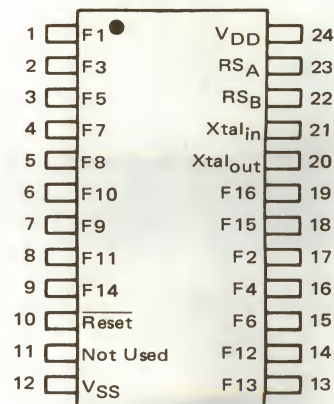 1 F1 VDD 24
2 F3 RSA 23
3 F5 RSB 22
4 F7 Xtalin 21
5 F8 Xtalout 20
6 F10 F16 19
7 F9 F15 18
8 F11 F2 17
9 F14 F4 16
10 Reset F6 15
11 Not Used F12 14
12 VSS F13 13